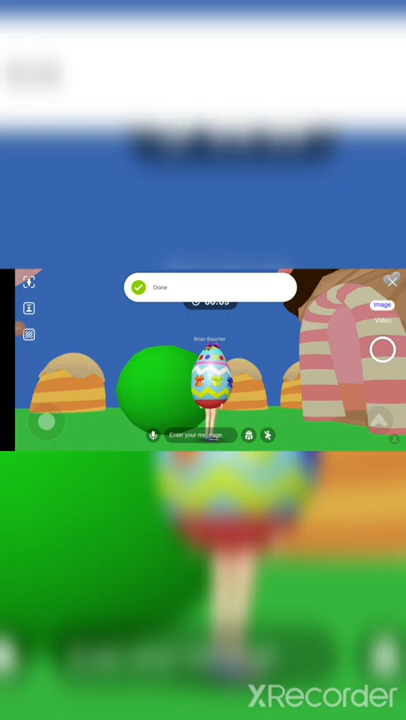 Done
00:09
Image
Video
Brian Boucher
Enter your message.
XRecorder